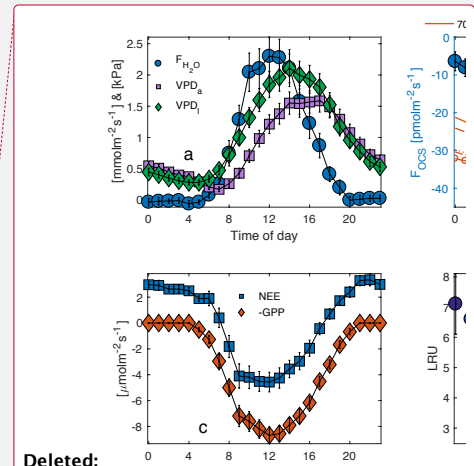 F_H2O
VPD_a
VPD_l
a
[mmolm⁻²s⁻¹] & [kPa]
2.5
2
1.5
1
0.5
0
0 4 8 12 16 20
Time of day
70
F_OCS [pmolm⁻²s⁻¹]
0
-10
-20
-30
-40
0
NEE
-GPP
c
[μmolm⁻²s⁻¹]
2
0
-2
-4
-6
-8
0 4 8 12 16 20
LRU
8
7
6
5
4
3
0
Deleted: